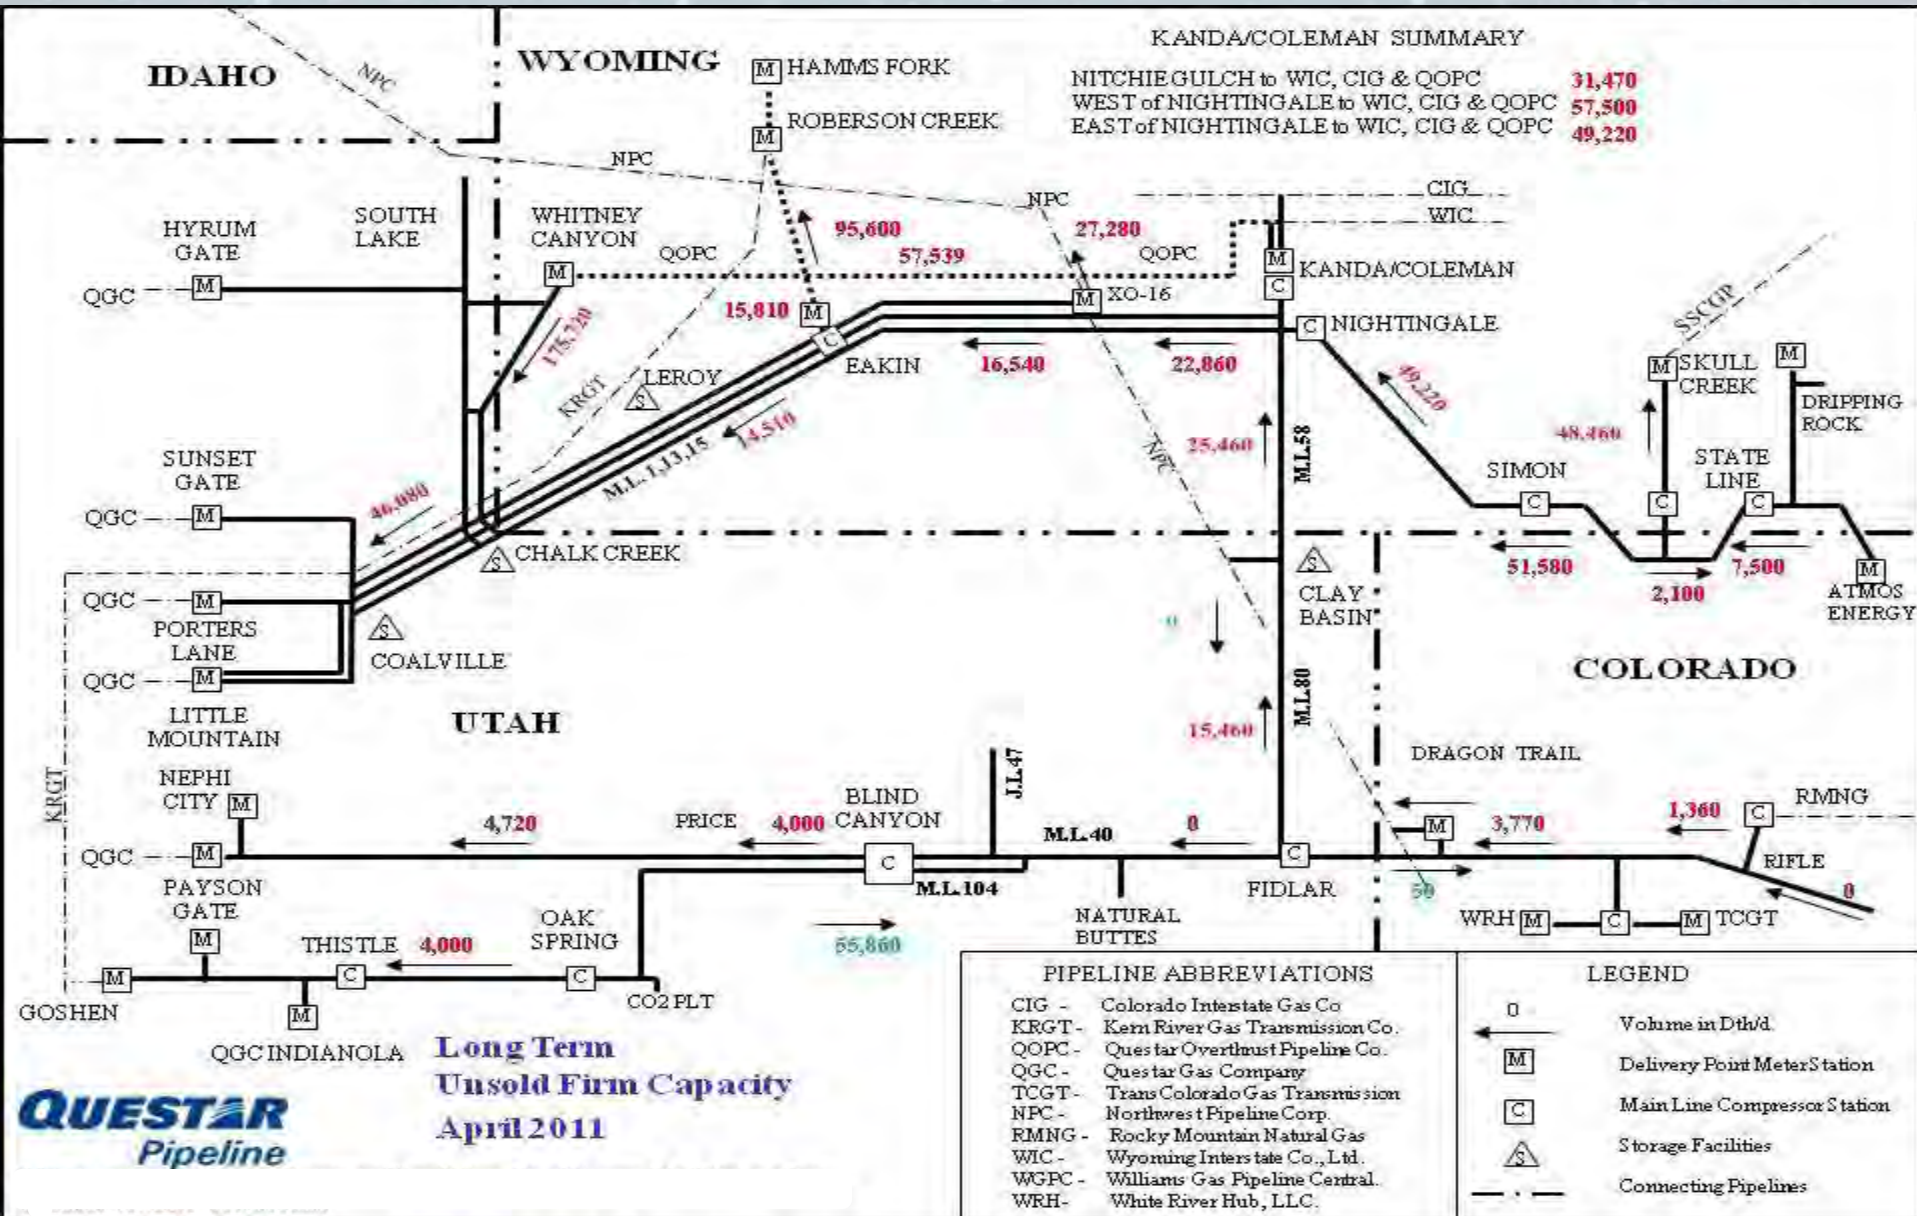 KANDA/COLEMAN SUMMARY
NITCHIE GULCH to WIC, CIG & QOPC 31,470
WEST of NIGHTINGALE to WIC, CIG & QOPC 57,500
EAST of NIGHTINGALE to WIC, CIG & QOPC 49,220
IDAHO
WYOMING
NPC
HAMMS FORK
M
ROBERSON CREEK
M
NPC
NPC
CIG
WIC
HYRUM
GATE
SOUTH
LAKE
WHITNEY
CANYON
95,600
27,280
QOPC
57,539
QOPC
M
KANDA/COLEMAN
C
QGC
M
M
XO-16
M
15,810
M
C
EAKIN
NIGHTINGALE
C
175,720
16,540
22,860
SSCGP
LEROY
S
KRGT
49,220
M
SKULL
CREEK
M
DRIPPING
ROCK
14,510
M.L. 1,13,15
25,460
M.L.58
NPC
48,460
SIMON
C
C
STATE
LINE
C
SUNSET
GATE
QGC
M
46,080
CHALK CREEK
S
S
CLAY
BASIN
51,580
2,100
7,500
M
ATMOS
ENERGY
QGC
M
PORTERS
LANE
S
COALVILLE
QGC
M
LITTLE
MOUNTAIN
0
COLORADO
UTAH
15,460
M.L.80
DRAGON TRAIL
KRGT
NEPHI
CITY
M
J.L.47
4,720
PRICE
4,000
BLIND
CANYON
C
M.L.40
0
M
3,770
1,360
C
RMNG
QGC
M
PAYSON
GATE
M
M.L.104
C
FIDLAR
50
RIFLE
0
NATURAL
BUTTES
WRH
M
C
M
TCGT
THISTLE
4,000
OAK
SPRING
55,860
M
C
C
GOSHEN
CO2 PLT
M
QGC INDIANOLA
Long Term
Unsold Firm Capacity
April 2011
QUESTAR
Pipeline
PIPELINE ABBREVIATIONS
CIG - Colorado Interstate Gas Co
KRGT - Kern River Gas Transmission Co.
QOPC - Questar Overthrust Pipeline Co.
QGC - Questar Gas Company
TCGT - Trans Colorado Gas Transmission
NPC - Northwest Pipeline Corp.
RMNG - Rocky Mountain Natural Gas
WIC - Wyoming Interstate Co., Ltd.
WGPC - Williams Gas Pipeline Central.
WRH- White River Hub, LLC.
LEGEND
0
Volume in Dth/d
M
Delivery Point Meter Station
C
Main Line Compressor Station
S
Storage Facilities
Connecting Pipelines